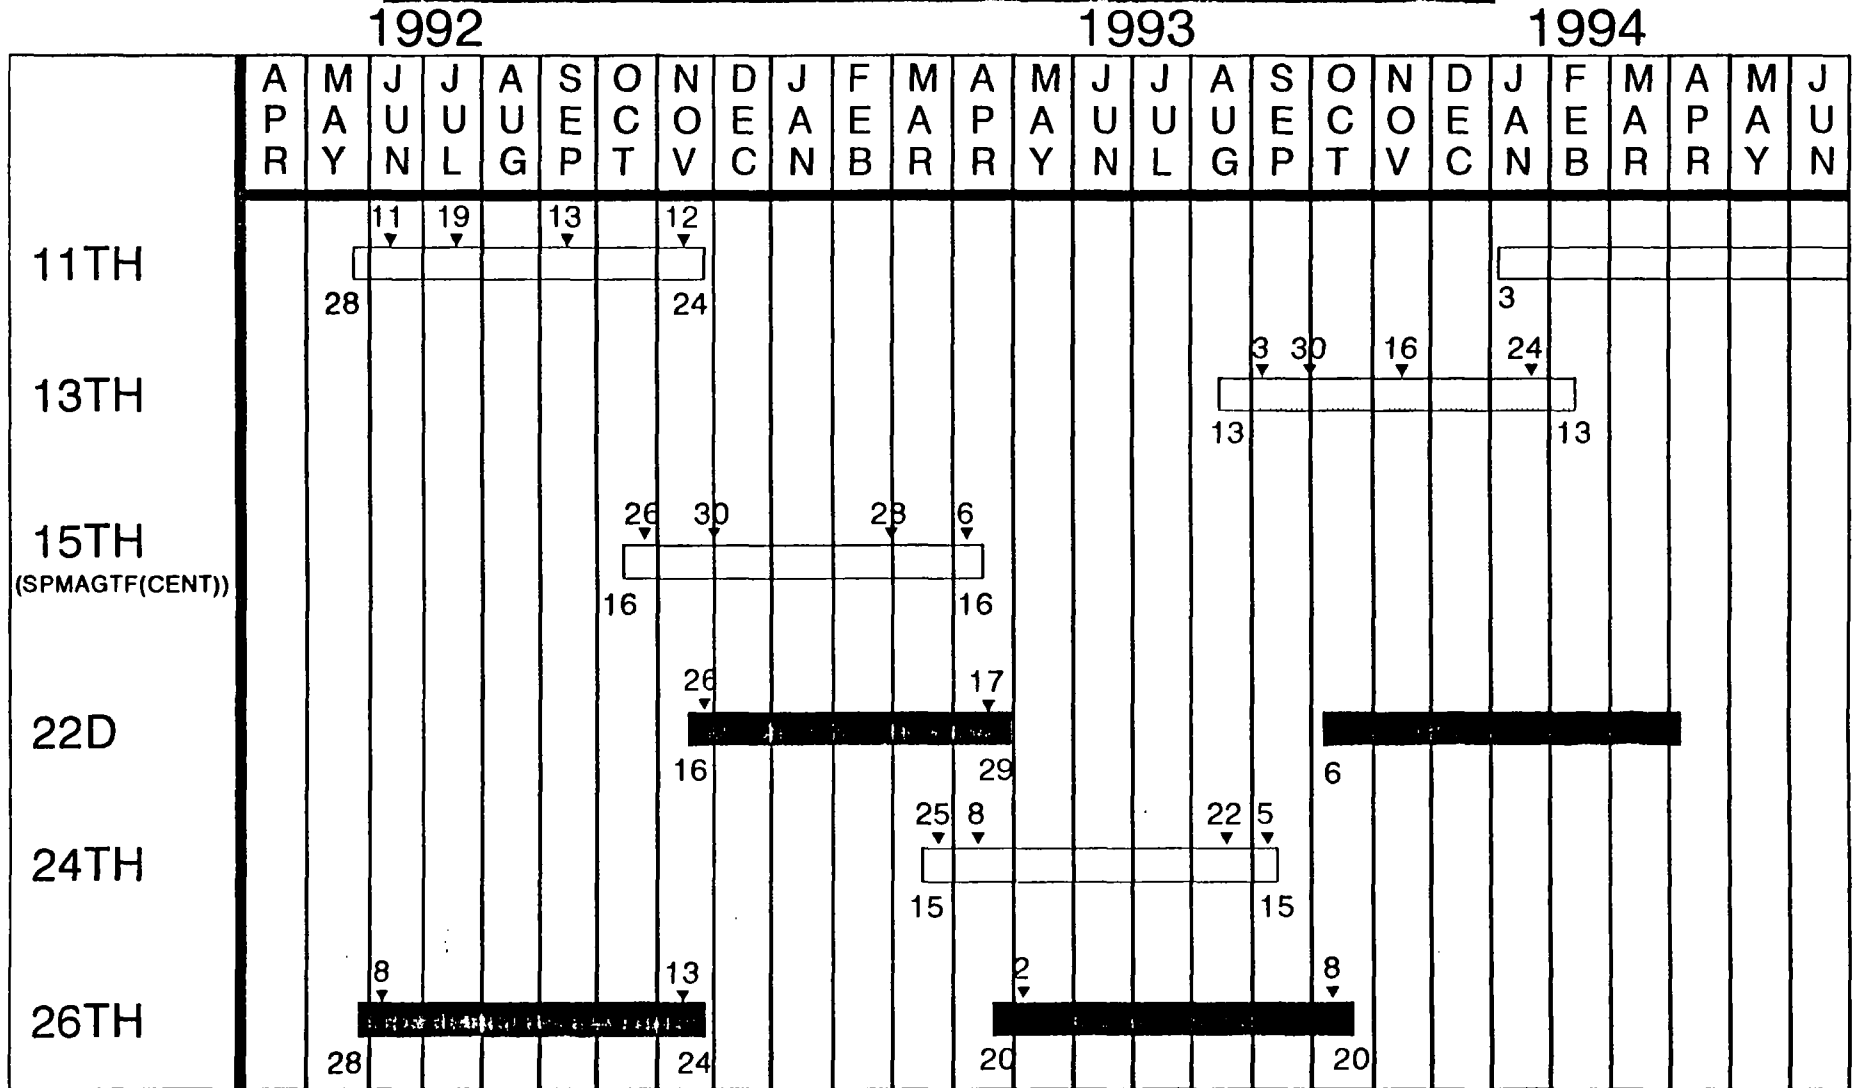 1992 1993 1994
APR MAY JUN JUL AUG SEP OCT NOV DEC JAN FEB MAR APR MAY JUN JUL AUG SEP OCT NOV DEC JAN FEB MAR APR MAY JUN
11 19 13 12
11TH
28 24 3
3 30 16 24
13TH
13 13
26 30 28 6
15TH
(SPMAGTF(CENT))
16 16
26 17
22D
16 29 6
25 8 22 5
24TH
15 15
8 13 2 8
26TH
28 24 20 20